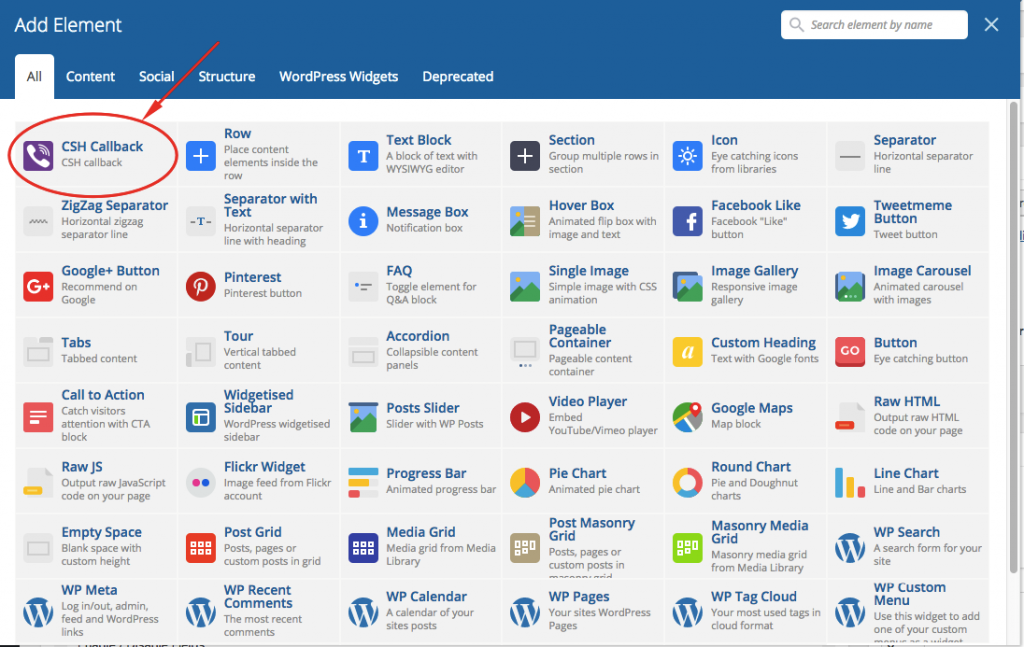 Add Element
Search element by name
All Content Social Structure WordPress Widgets Deprecated
CSH Callback
CSH callback
Row
Place content
elements inside the
row
Text Block
A block of text with
WYSIWYG editor
Section
Group multiple rows in
section
Icon
Eye catching icons
from libraries
Separator
Horizontal separator
line
ZigZag Separator
Horizontal zigzag
separator line
Separator with
Text
Horizontal separator
line with heading
Message Box
Notification box
Hover Box
Animated flip box with
image and text
Facebook Like
Facebook "Like"
button
Tweetmeme
Button
Tweet button
Google+ Button
Recommend on
Google
Pinterest
Pinterest button
FAQ
Toggle element for
Q&A block
Single Image
Simple image with CSS
animation
Image Gallery
Responsive image
gallery
Image Carousel
Animated carousel
with images
Tabs
Tabbed content
Tour
Vertical tabbed
content
Accordion
Collapsible content
panels
Pageable
Container
Pageable content
container
Custom Heading
Text with Google fonts
GO
Button
Eye catching button
Call to Action
Catch visitors
attention with CTA
block
Widgetised
Sidebar
WordPress widgetised
sidebar
Posts Slider
Slider with WP Posts
Video Player
Embed
YouTube/Vimeo player
Google Maps
Map block
Raw HTML
Output raw HTML
code on your page
Raw JS
Output raw JavaScript
code on your page
Flickr Widget
Image feed from Flickr
account
Progress Bar
Animated progress bar
Pie Chart
Animated pie chart
Round Chart
Pie and Doughnut
charts
Line Chart
Line and Bar charts
Empty Space
Blank space with
custom height
Post Grid
Posts, pages or
custom posts in grid
Media Grid
Media grid from Media
Library
Post Masonry
Grid
Posts, pages or
custom posts in
masonry grid
Masonry Media
Grid
Masonry media grid
from Media Library
WP Search
A search form for your
site
WP Meta
Log in/out, admin,
feed and WordPress
links
WP Recent
Comments
The most recent
comments
WP Calendar
A calendar of your
sites posts
WP Pages
Your sites WordPress
Pages
WP Tag Cloud
Your most used tags in
cloud format
WP Custom
Menu
Use this widget to add
one of your custom
menus as a widget